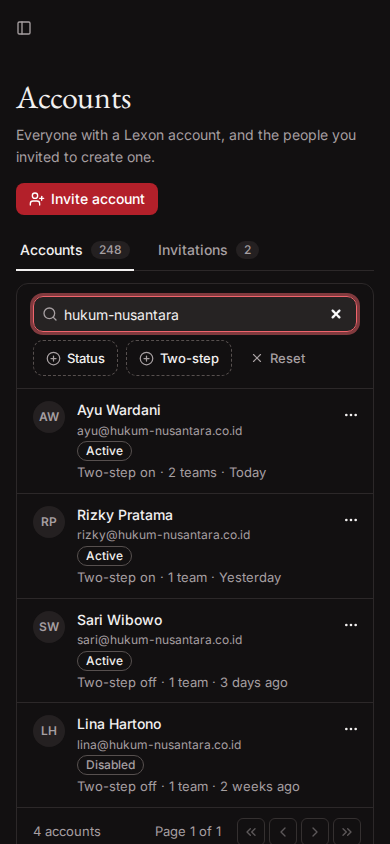 Accounts
Everyone with a Lexon account, and the people you
invited to create one.
Invite account
Accounts 248 Invitations 2
hukum-nusantara
Status Two-step Reset
AW Ayu Wardani
ayu@hukum-nusantara.co.id
Active
Two-step on · 2 teams · Today
RP Rizky Pratama
rizky@hukum-nusantara.co.id
Active
Two-step on · 1 team · Yesterday
SW Sari Wibowo
sari@hukum-nusantara.co.id
Active
Two-step off · 1 team · 3 days ago
LH Lina Hartono
lina@hukum-nusantara.co.id
Disabled
Two-step off · 1 team · 2 weeks ago
4 accounts Page 1 of 1